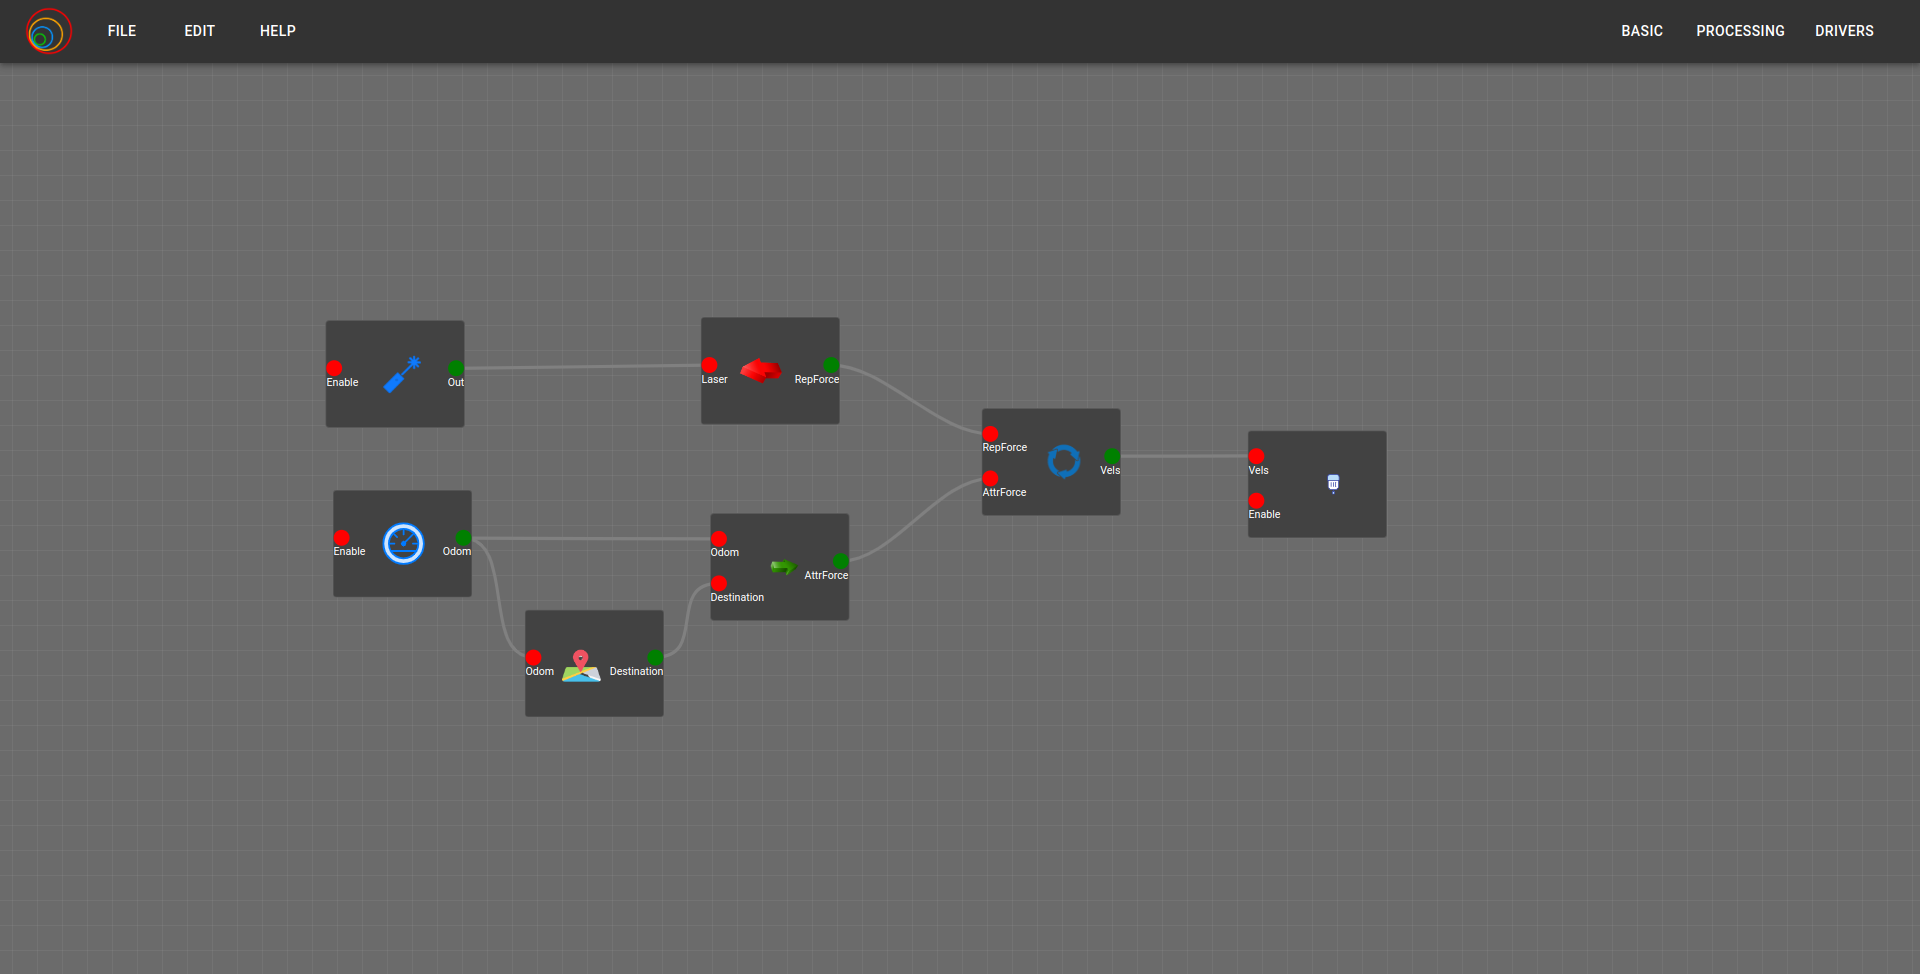 FILE EDIT HELP BASIC PROCESSING DRIVERS
Enable Out
Laser RepForce
RepForce
AttrForce
Vels
Vels
Enable
Enable Odom
Odom
Destination
AttrForce
Odom Destination